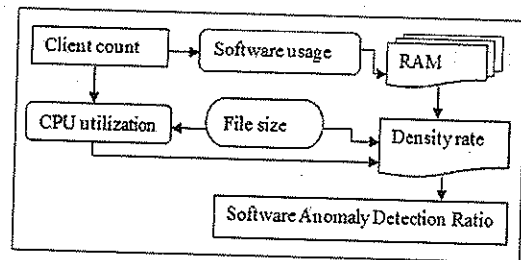 Client count
Software usage
RAM
CPU utilization
File size
Density rate
Software Anomaly Detection Ratio